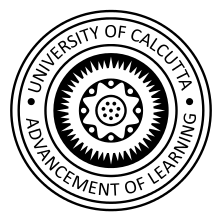 UNIVERSITY OF CALCUTTA
ADVANCEMENT OF LEARNING